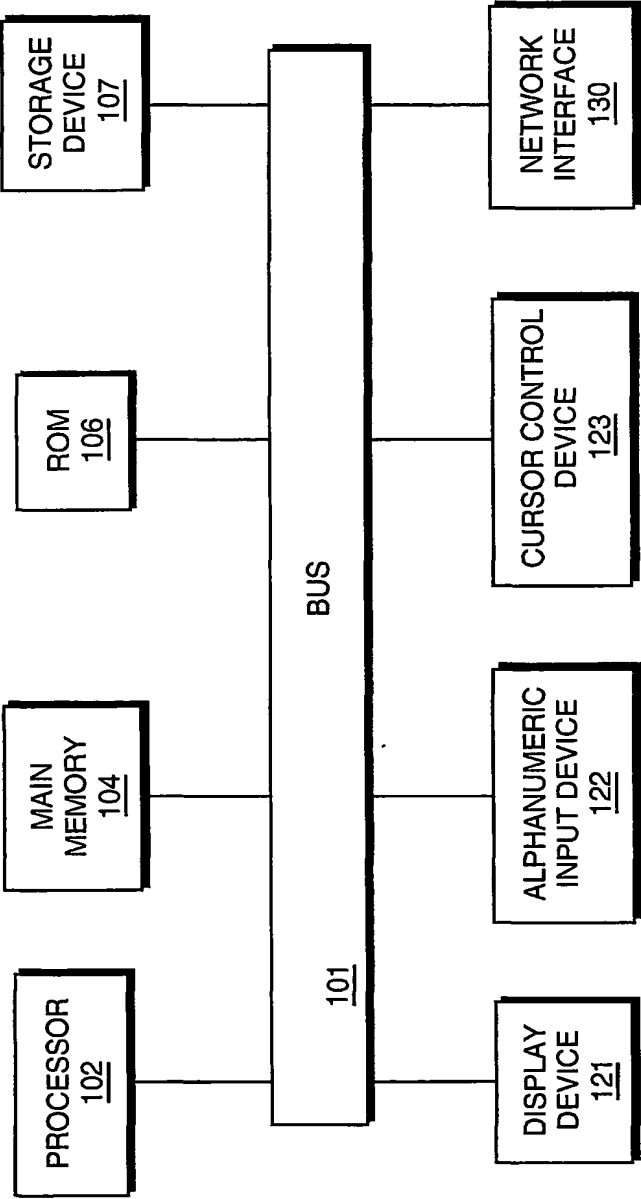 PROCESSOR
102
MAIN
MEMORY
104
ROM
106
STORAGE
DEVICE
107
101
BUS
DISPLAY
DEVICE
121
ALPHANUMERIC
INPUT DEVICE
122
CURSOR CONTROL
DEVICE
123
NETWORK
INTERFACE
130